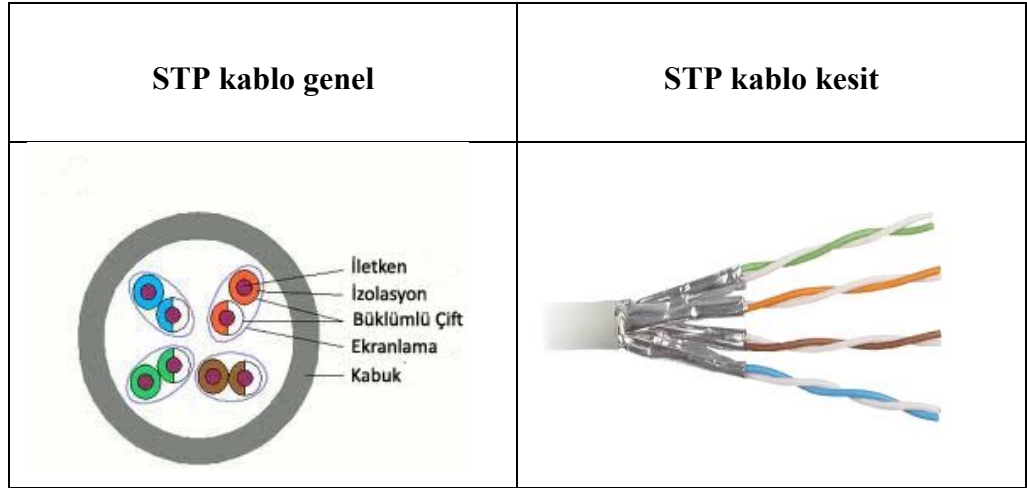 STP kablo genel
STP kablo kesit
İletken
İzolasyon
Büklümlü Çift
Ekranlama
Kabuk